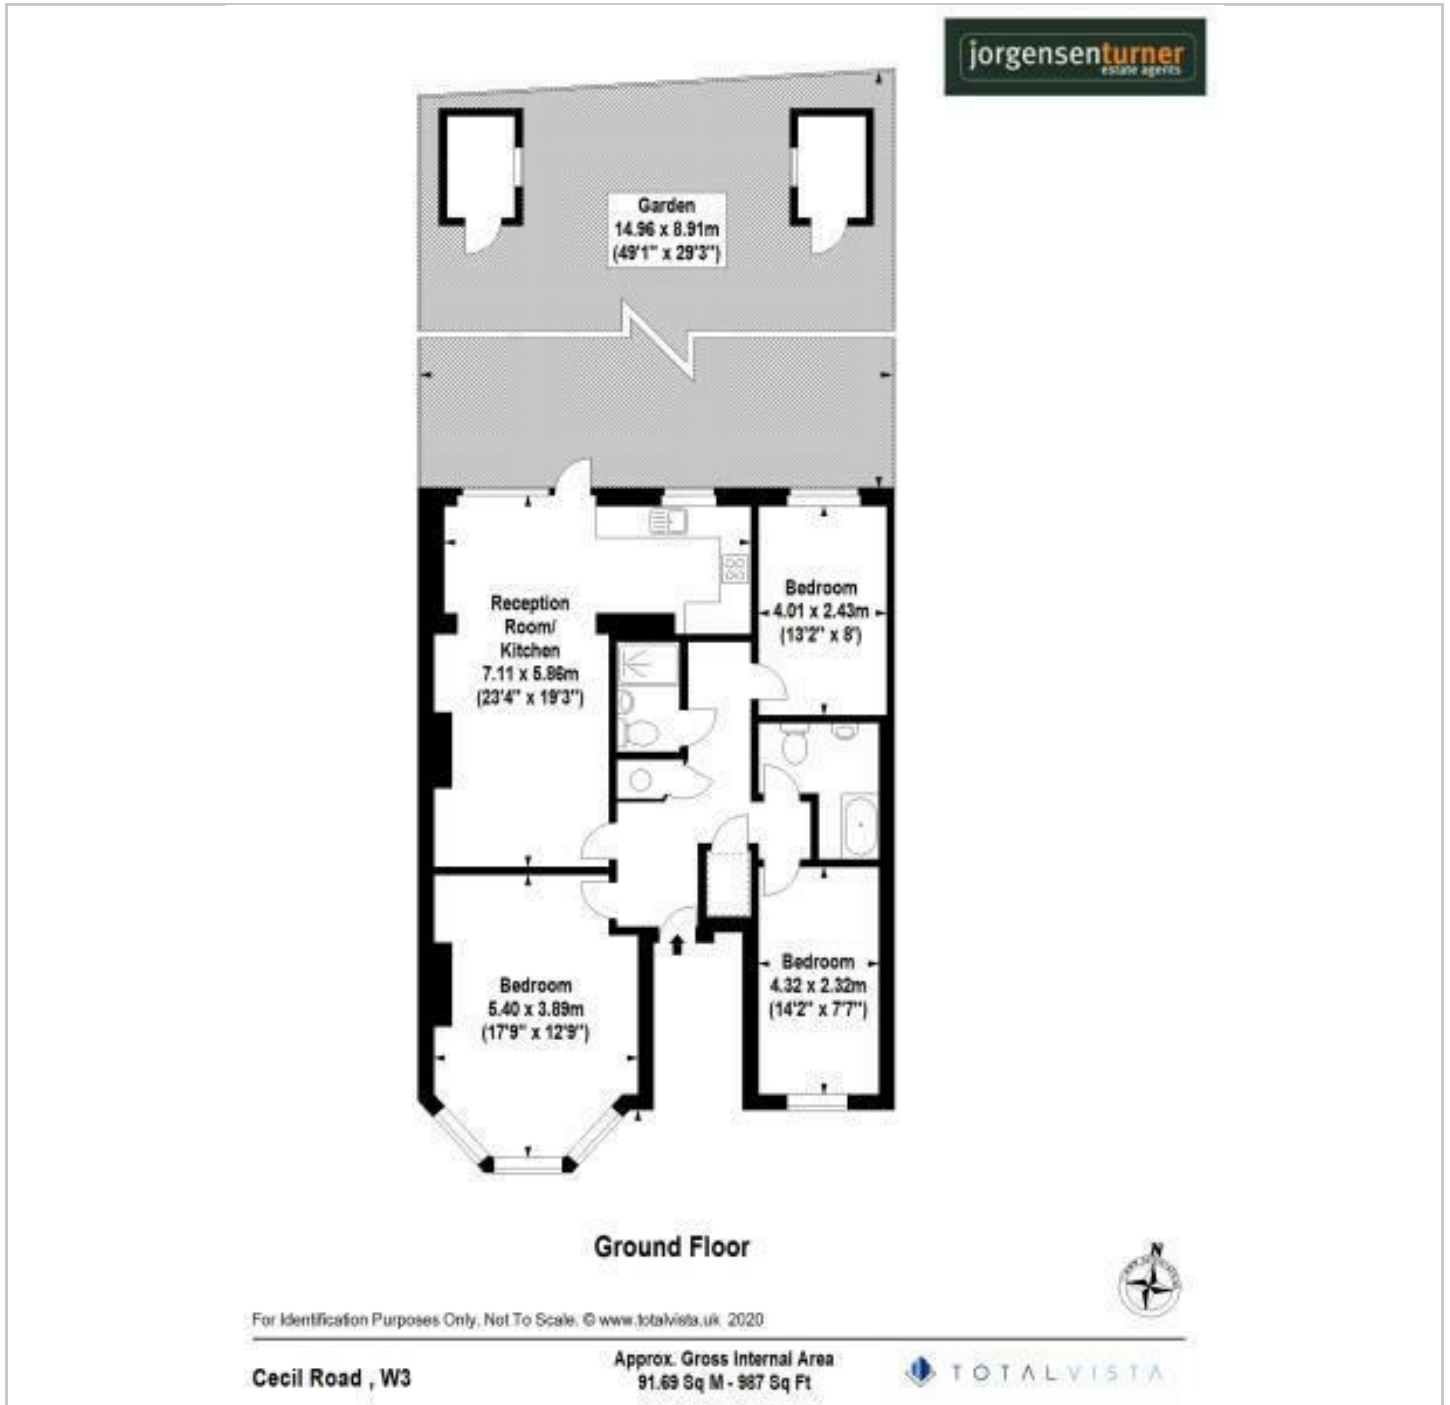 jorgensenturner
estate agents
Garden
14.96 x 8.91m
(49'1" x 29'3")
Reception
Room/
Kitchen
7.11 x 5.86m
(23'4" x 19'3")
Bedroom
4.01 x 2.43m
(13'2" x 8')
Bedroom
5.40 x 3.89m
(17'9" x 12'9")
Bedroom
4.32 x 2.32m
(14'2" x 7'7")
Ground Floor
N
For Identification Purposes Only. Not To Scale. © www.totalvista.uk 2020
Cecil Road , W3
Approx. Gross Internal Area
91.69 Sq M - 987 Sq Ft
TOTALVISTA